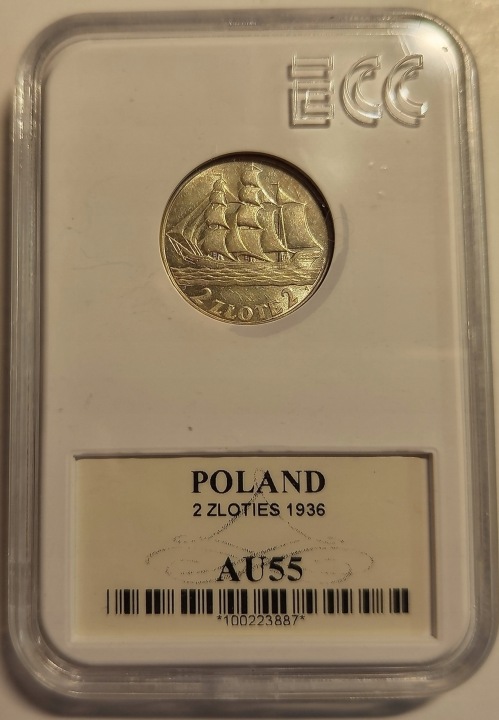 ECC
2 ZŁOTE 2
POLAND
2 ZLOTIES 1936
AU55
*100223887*